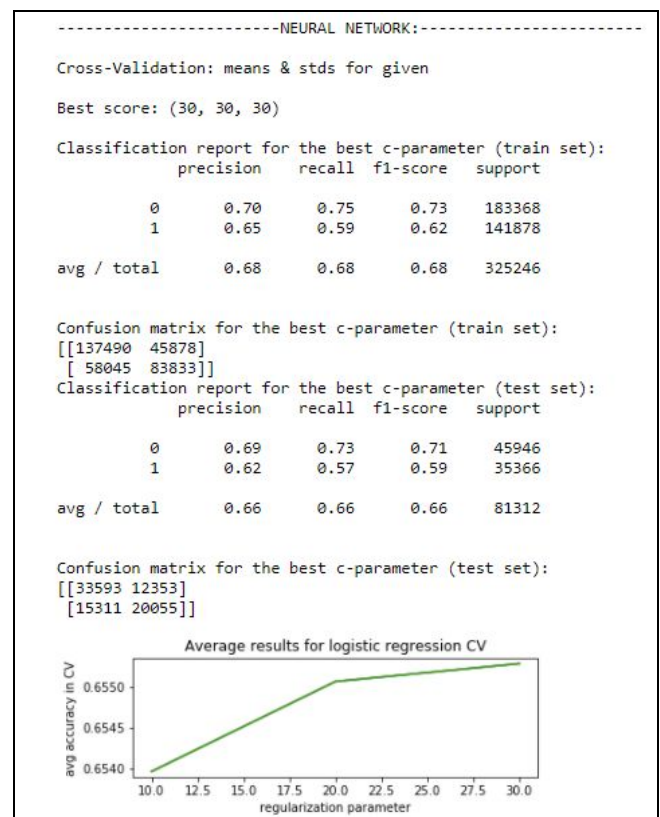 ------------------------NEURAL NETWORK:------------------------
Cross-Validation: means & stds for given
Best score: (30, 30, 30)
Classification report for the best c-parameter (train set):
precision recall f1-score support
0 0.70 0.75 0.73 183368
1 0.65 0.59 0.62 141878
avg / total 0.68 0.68 0.68 325246
Confusion matrix for the best c-parameter (train set):
[[137490 45878]
[ 58045 83833]]
Classification report for the best c-parameter (test set):
precision recall f1-score support
0 0.69 0.73 0.71 45946
1 0.62 0.57 0.59 35366
avg / total 0.66 0.66 0.66 81312
Confusion matrix for the best c-parameter (test set):
[[33593 12353]
[15311 20055]]
Average results for logistic regression CV
avg accuracy in CV
0.6550
0.6545
0.6540
10.0 12.5 15.0 17.5 20.0 22.5 25.0 27.5 30.0
regularization parameter